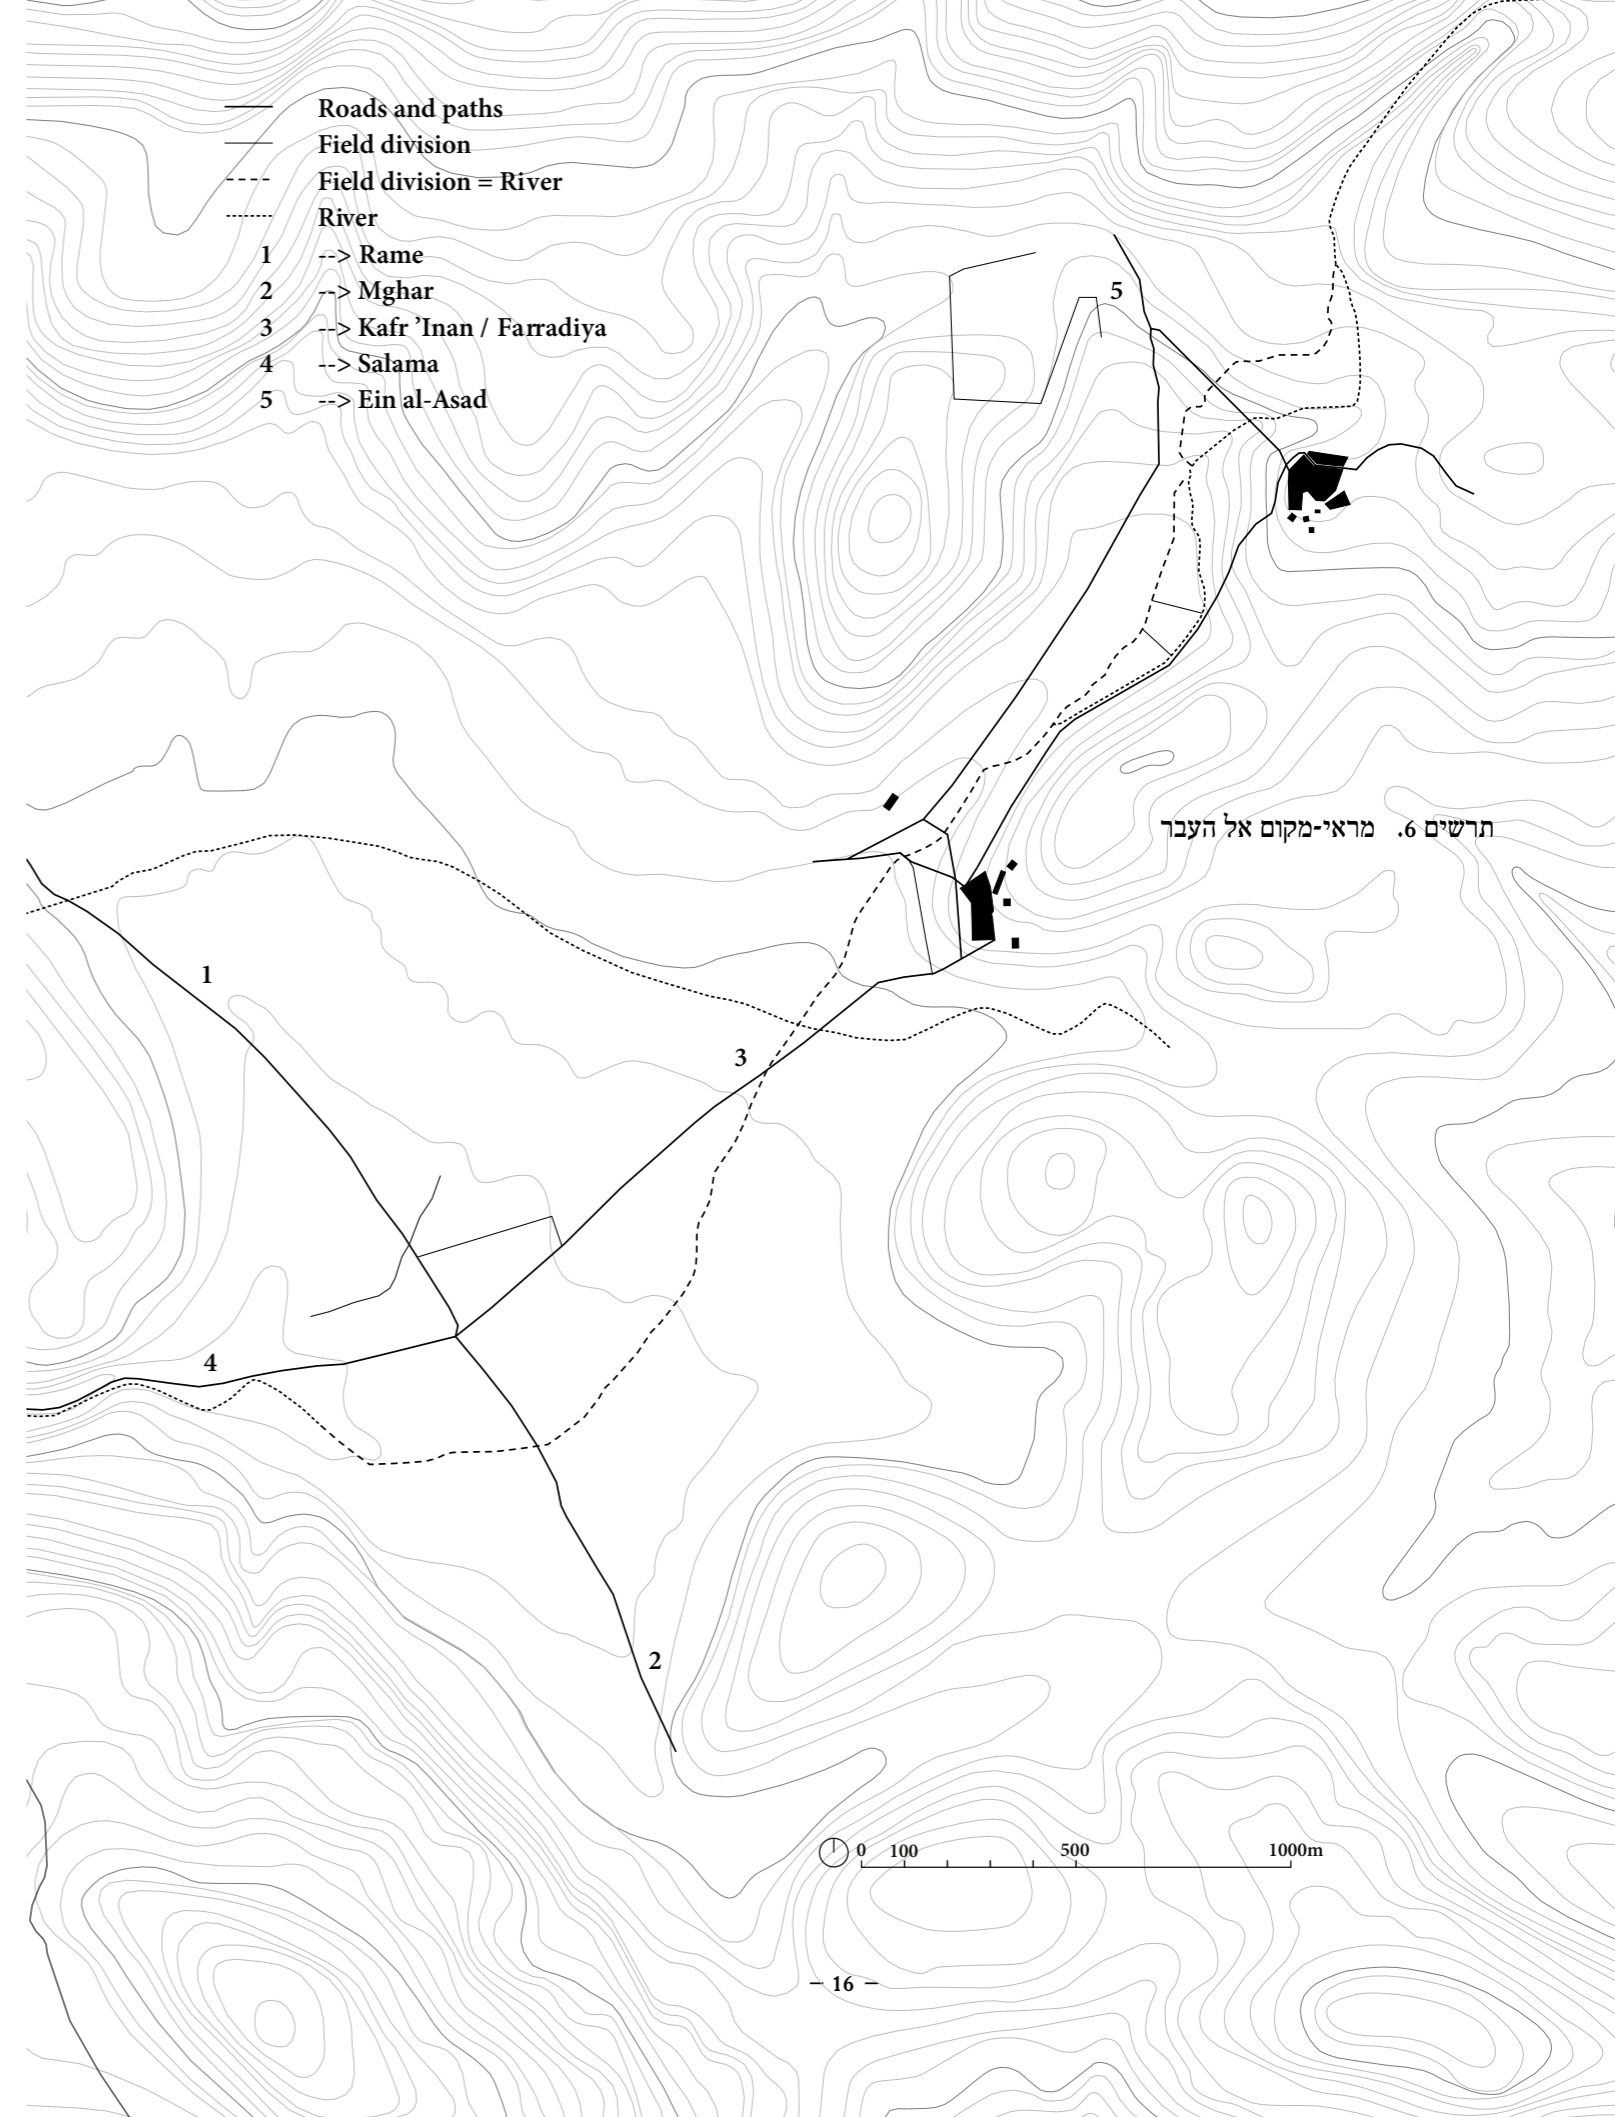 Roads and paths
Field division
Field division = River
River
1 --> Rame
2 --> Mghar
3 --> Kafr ’Inan / Farradiya
4 --> Salama
5 --> Ein al-Asad
5
תרשים 6. מראי-מקום אל העבר
1
3
4
2
0 100 500 1000m
– 16 –